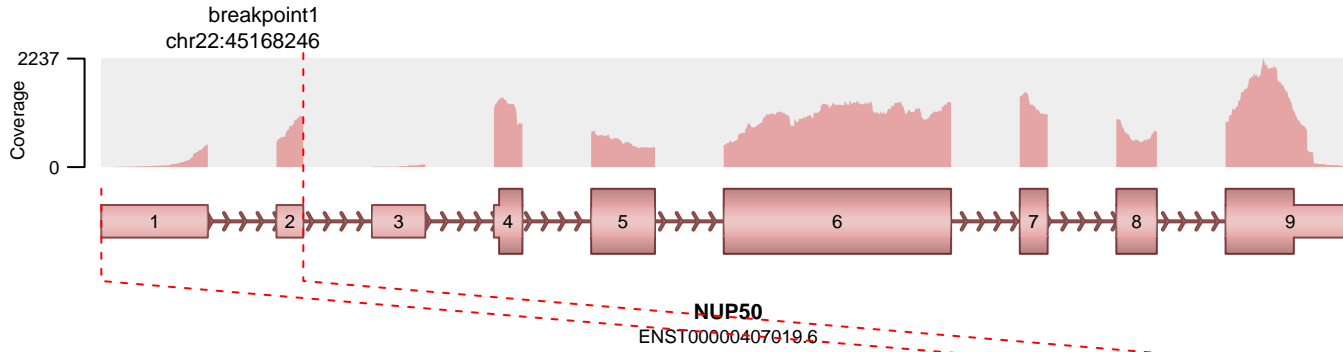 breakpoint1
chr22:45168246
2237
Coverage
0
1 2 3 4 5 6 7 8 9
NUP50
ENST00000407019.6